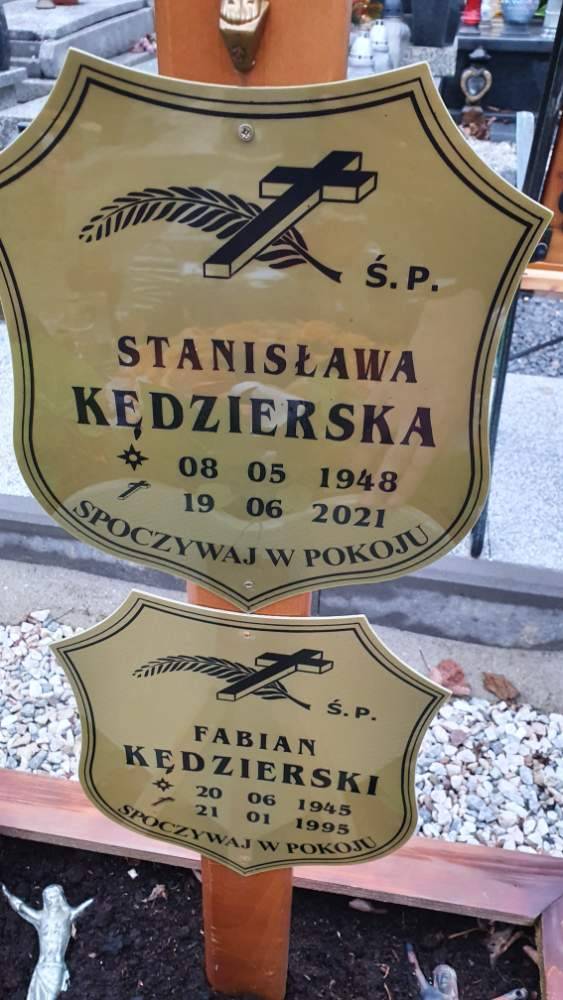 Ś.P.
STANISŁAWA
KĘDZIERSKA
08 05 1948
19 06 2021
SPOCZYWAJ W POKOJU
Ś.P.
FABIAN
KĘDZIERSKI
20 06 1945
21 01 1995
SPOCZYWAJ W POKOJU